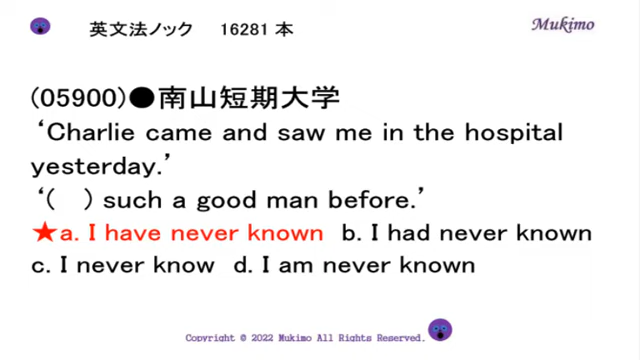 英文法ノック 16281 本
Mukimo
(05900)●南山短期大学
‘Charlie came and saw me in the hospital
yesterday.’
‘( ) such a good man before.’
★a. I have never known b. I had never known
c. I never know d. I am never known
Copyright © 2022 Mukimo All Rights Reserved.